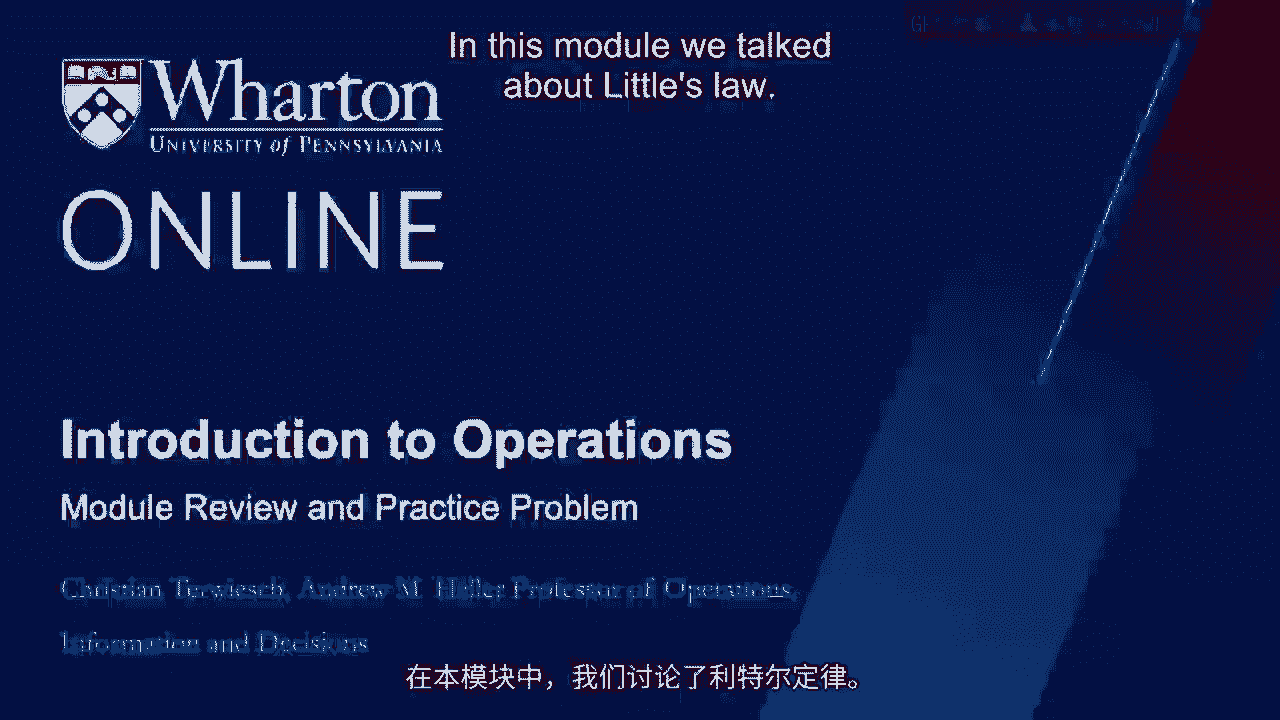 In this module we talked
about Little's law.
Wharton
UNIVERSITY of PENNSYLVANIA
ONLINE
Introduction to Operations
Module Review and Practice Problem
Christian Terwiesch, Andrew M. Heller Professor of Operations,
Information and Decisions
在本模块中，我们讨论了利特尔定律。